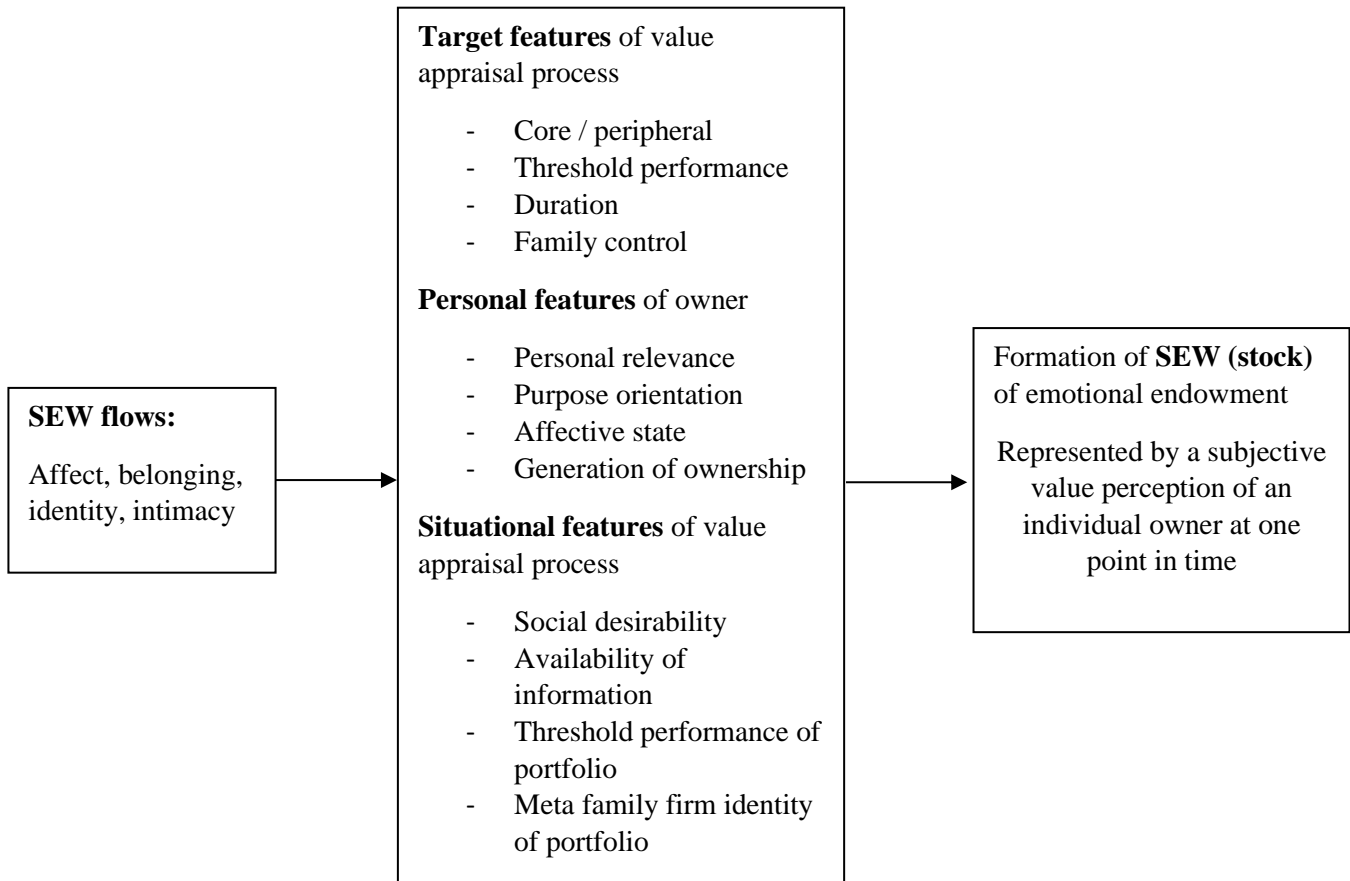 SEW flows:
Affect, belonging,
identity, intimacy
Target features of value
appraisal process
- Core / peripheral
- Threshold performance
- Duration
- Family control
Personal features of owner
- Personal relevance
- Purpose orientation
- Affective state
- Generation of ownership
Situational features of value
appraisal process
- Social desirability
- Availability of
information
- Threshold performance of
portfolio
- Meta family firm identity
of portfolio
Formation of SEW (stock)
of emotional endowment
Represented by a subjective
value perception of an
individual owner at one
point in time